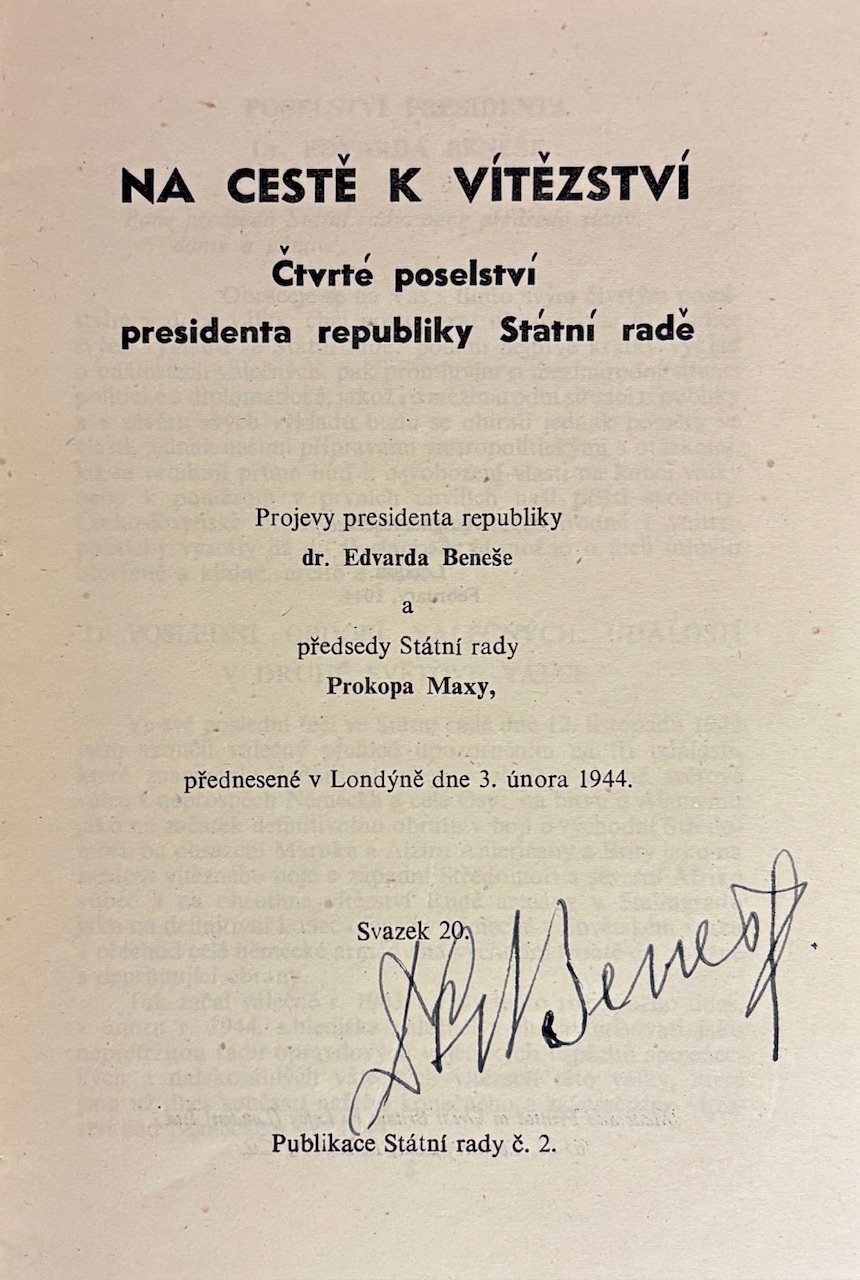 NA CESTĚ K VÍTĚZSTVÍ
Čtvrté poselství
presidenta republiky Státní radě
Projevy presidenta republiky
dr. Edvarda Beneše
a
předsedy Státní rady
Prokopa Maxy,
přednesené v Londýně dne 3. února 1944.
Svazek 20.
Beneš
Publikace Státní rady č. 2.